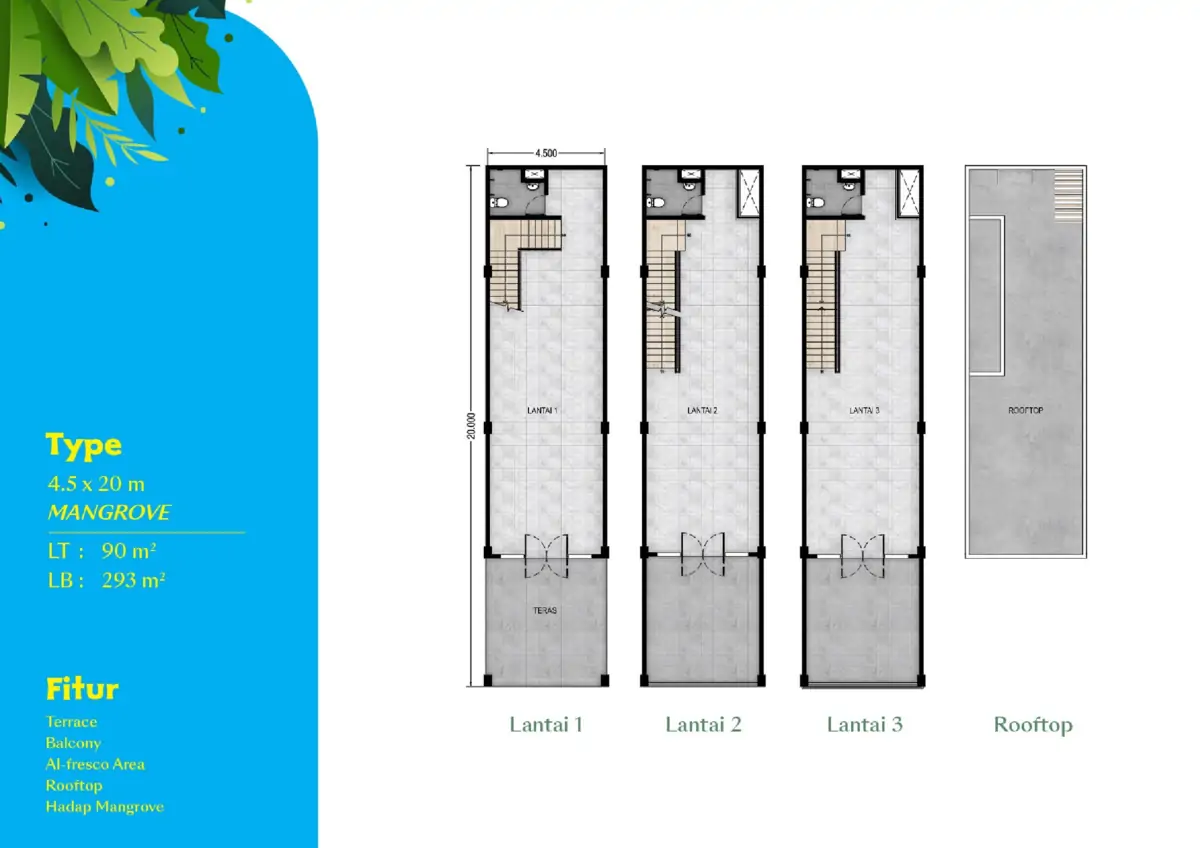 Type
4.5 x 20 m
MANGROVE
LT : 90 m²
LB : 293 m²
Fitur
Terrace
Balcony
Al-fresco Area
Rooftop
Hadap Mangrove
4.500
20.000
LANTAI 1
LANTAI 2
LANTAI 3
ROOFTOP
TERAS
Lantai 1
Lantai 2
Lantai 3
Rooftop